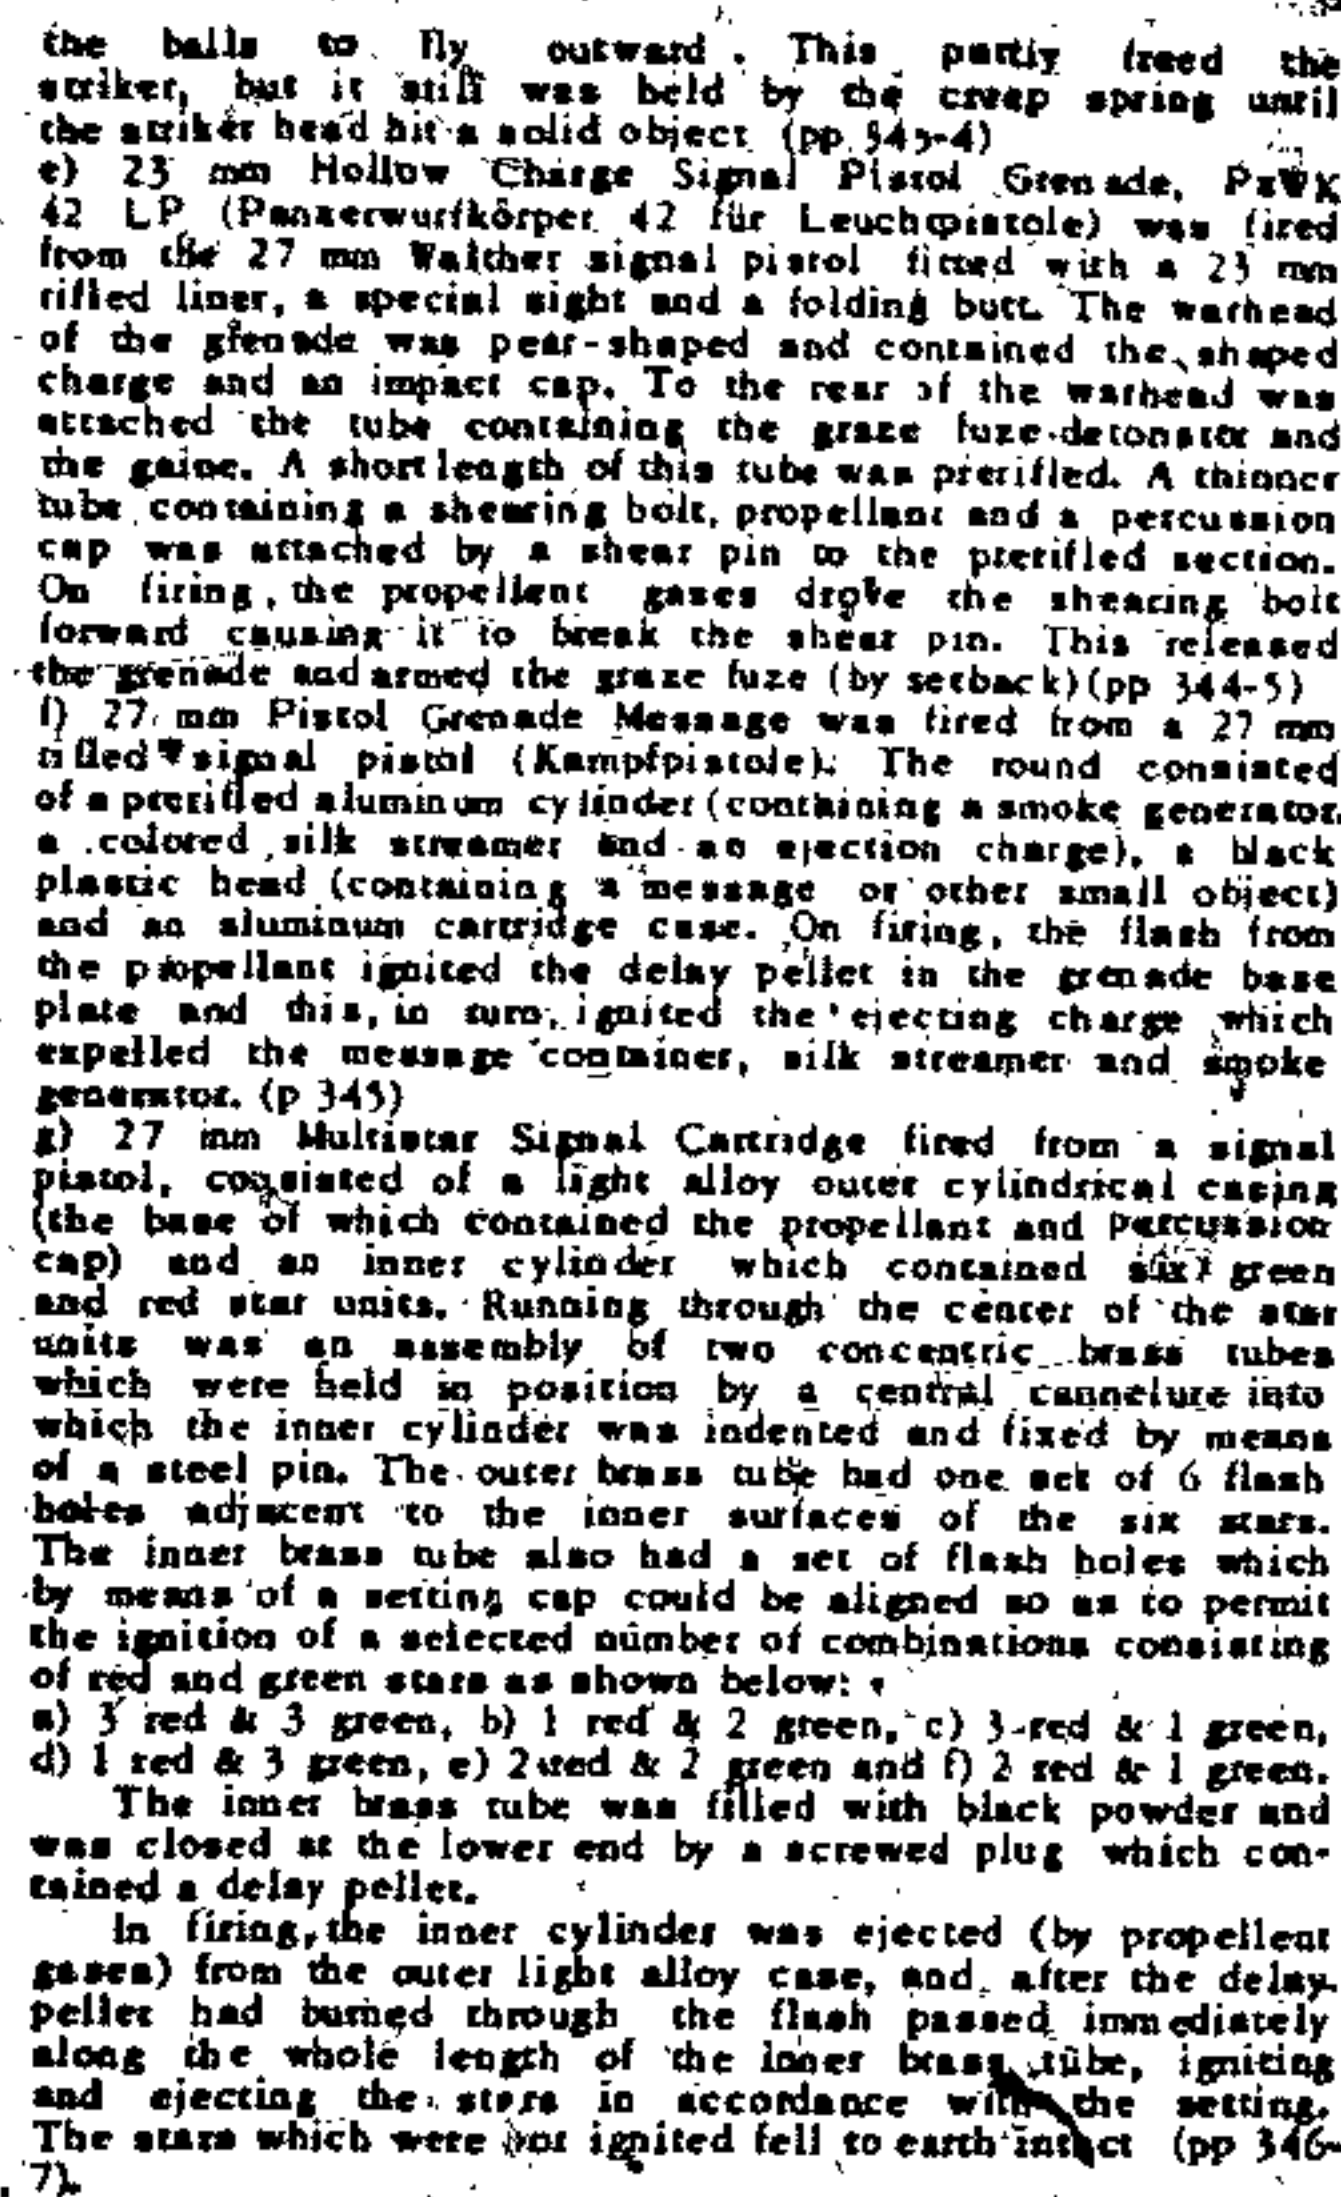 the balls to fly outward. This partly freed the
striker, but it still was held by the creep spring until
the striker head hit a solid object (pp 343-4)
e) 23 mm Hollow Charge Signal Pistol Grenade, PzWK
42 LP (Panzerwurfkörper 42 für Leuchtpistole) was fired
from the 27 mm Walther signal pistol fitted with a 23 mm
rifled liner, a special sight and a folding butt. The warhead
of the grenade was pear-shaped and contained the shaped
charge and an impact cap. To the rear of the warhead was
attached the tube containing the graze fuze-detonator and
the gaine. A short length of this tube was prerifled. A thinner
tube containing a shearing bolt, propellant and a percussion
cap was attached by a shear pin to the prerifled section.
On firing, the propellent gases drove the shearing bolt
forward causing it to break the shear pin. This released
the grenade and armed the graze fuze (by setback)(pp 344-5)
f) 27 mm Pistol Grenade Message was fired from a 27 mm
rifled signal pistol (Kampfpistole). The round consisted
of a prerifled aluminum cylinder (containing a smoke generator,
a colored silk streamer and an ejection charge), a black
plastic head (containing a message or other small object)
and an aluminum cartridge case. On firing, the flash from
the propellant ignited the delay pellet in the grenade base
plate and this, in turn, ignited the ejecting charge which
expelled the message container, silk streamer and smoke
generator. (p 345)
g) 27 mm Multistar Signal Cartridge fired from a signal
pistol, consisted of a light alloy outer cylindrical casing
(the base of which contained the propellant and percussion
cap) and an inner cylinder which contained six green
and red star units. Running through the center of the star
units was an assembly of two concentric brass tubes
which were held in position by a central cannelure into
which the inner cylinder was indented and fixed by means
of a steel pin. The outer brass tube had one set of 6 flash
holes adjacent to the inner surfaces of the six stars.
The inner brass tube also had a set of flash holes which
by means of a setting cap could be aligned so as to permit
the ignition of a selected number of combinations consisting
of red and green stars as shown below:
a) 3 red & 3 green, b) 1 red & 2 green, c) 3 red & 1 green,
d) 1 red & 3 green, e) 2 red & 2 green and f) 2 red & 1 green.
The inner brass tube was filled with black powder and
was closed at the lower end by a screwed plug which con-
tained a delay pellet.
In firing, the inner cylinder was ejected (by propellent
gases) from the outer light alloy case, and, after the delay
pellet had burned through the flash passed immediately
along the whole length of the inner brass tube, igniting
and ejecting the stars in accordance with the setting.
The stars which were not ignited fell to earth intact (pp 346-
7).